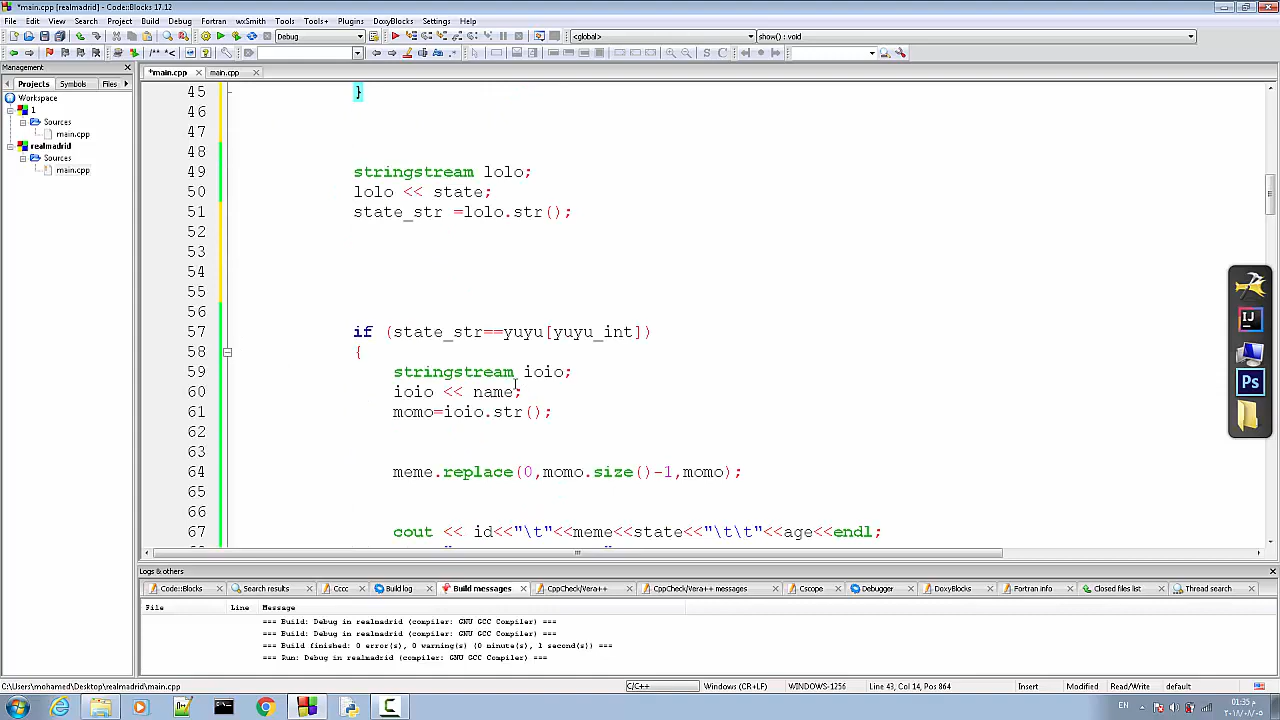 *main.cpp [realmadrid] - Code::Blocks 17.12
File Edit View Search Project Build Debug Fortran wxSmith Tools Tools+ Plugins DoxyBlocks Settings Help
Debug <global> show() : void
Management
Projects Symbols Files
*main.cpp main.cpp
Workspace
1
Sources
main.cpp
realmadrid
Sources
main.cpp
45 }
46
47
48
49 stringstream lolo;
50 lolo << state;
51 state_str =lolo.str();
52
53
54
55
56
57 if (state_str==yuyu[yuyu_int])
58 {
59 stringstream ioio;
60 ioio << name;
61 momo=ioio.str();
62
63
64 meme.replace(0,momo.size()-1,momo);
65
66
67 cout << id<<"\t"<<meme<<state<<"\t\t"<<age<<endl;
Ps
Logs & others
Code::Blocks Search results Cccc Build log Build messages CppCheck/Vera++ CppCheck/Vera++ messages Cscope Debugger DoxyBlocks Fortran info Closed files list Thread search
File Line Message
=== Build: Debug in realmadrid (compiler: GNU GCC Compiler) ===
=== Build: Debug in realmadrid (compiler: GNU GCC Compiler) ===
=== Build finished: 0 error(s), 0 warning(s) (0 minute(s), 1 second(s)) ===
=== Run: Debug in realmadrid (compiler: GNU GCC Compiler) ===
C:\Users\mohamed\Desktop\realmadrid\main.cpp C/C++ Windows (CR+LF) WINDOWS-1256 Line 43, Col 14, Pos 864 Insert Modified Read/Write default
EN 01:35 م
٢٠١٨/٠٨/٠٥